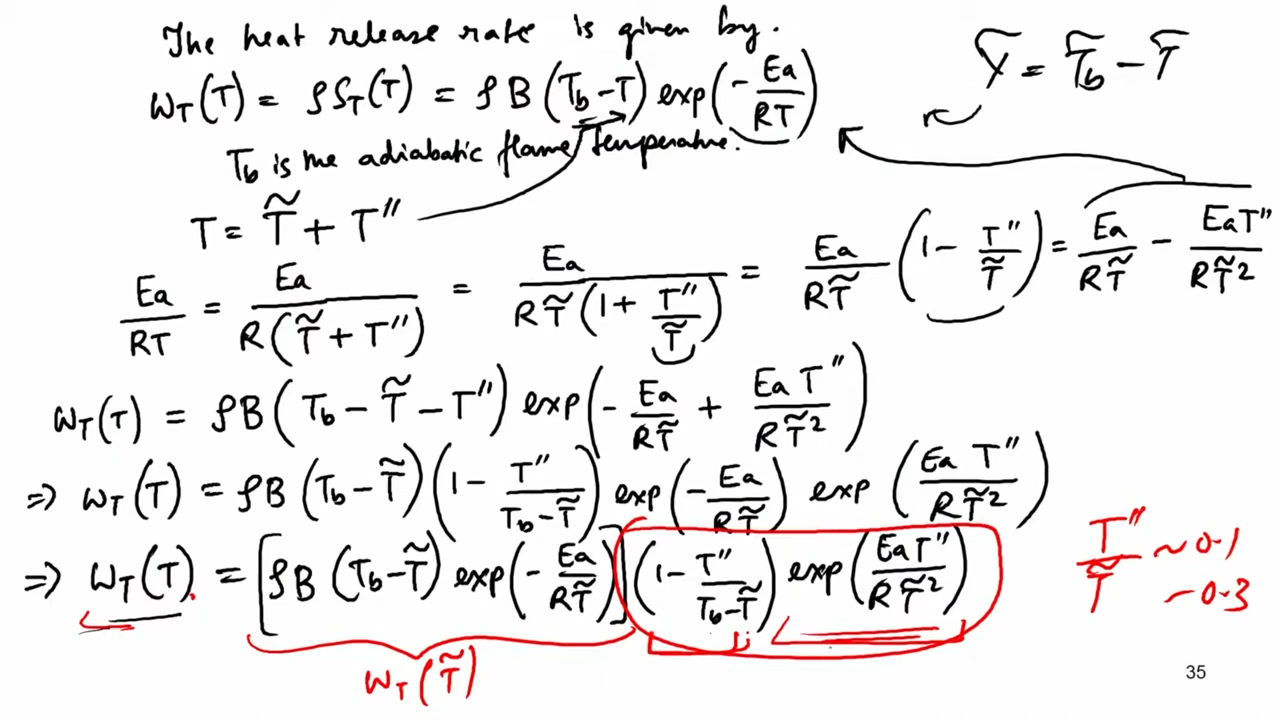 The heat release rate is given by.
ω_T(T) = ρS_T(T) = ρB(T_b - T) exp(-Ea/RT)
Ỹ = T̃_b - T̃
T_b is the adiabatic flame temperature.
T = T̃ + T''
Ea/RT = Ea/(R(T̃ + T'')) = Ea/(RT̃(1 + T''/T̃)) = Ea/RT̃ (1 - T''/T̃) = Ea/RT̃ - EaT''/RT̃²
ω_T(T) = ρB(T_b - T̃ - T'') exp(-Ea/RT̃ + EaT''/RT̃²)
⇒ ω_T(T) = ρB(T_b - T̃)(1 - T''/(T_b - T̃)) exp(-Ea/RT̃) exp(EaT''/RT̃²)
⇒ ω_T(T) = [ρB(T_b - T̃) exp(-Ea/RT̃)](1 - T''/(T_b - T̃)) exp(EaT''/RT̃²)
T''/T̃ ~ 0.1
~ 0.3
ω_T(T̃)
35